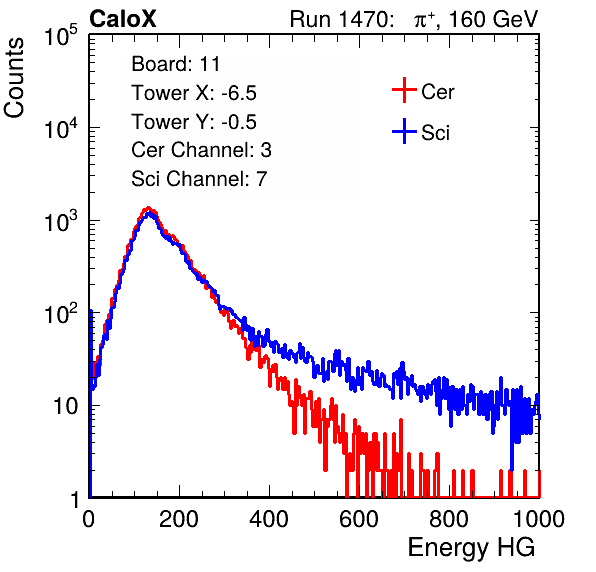 CaloX Run 1470: π⁺, 160 GeV
Counts
Board: 11
Tower X: -6.5
Tower Y: -0.5
Cer Channel: 3
Sci Channel: 7
Cer
Sci
10⁵
10⁴
10³
10²
10
1
0 200 400 600 800 1000
Energy HG